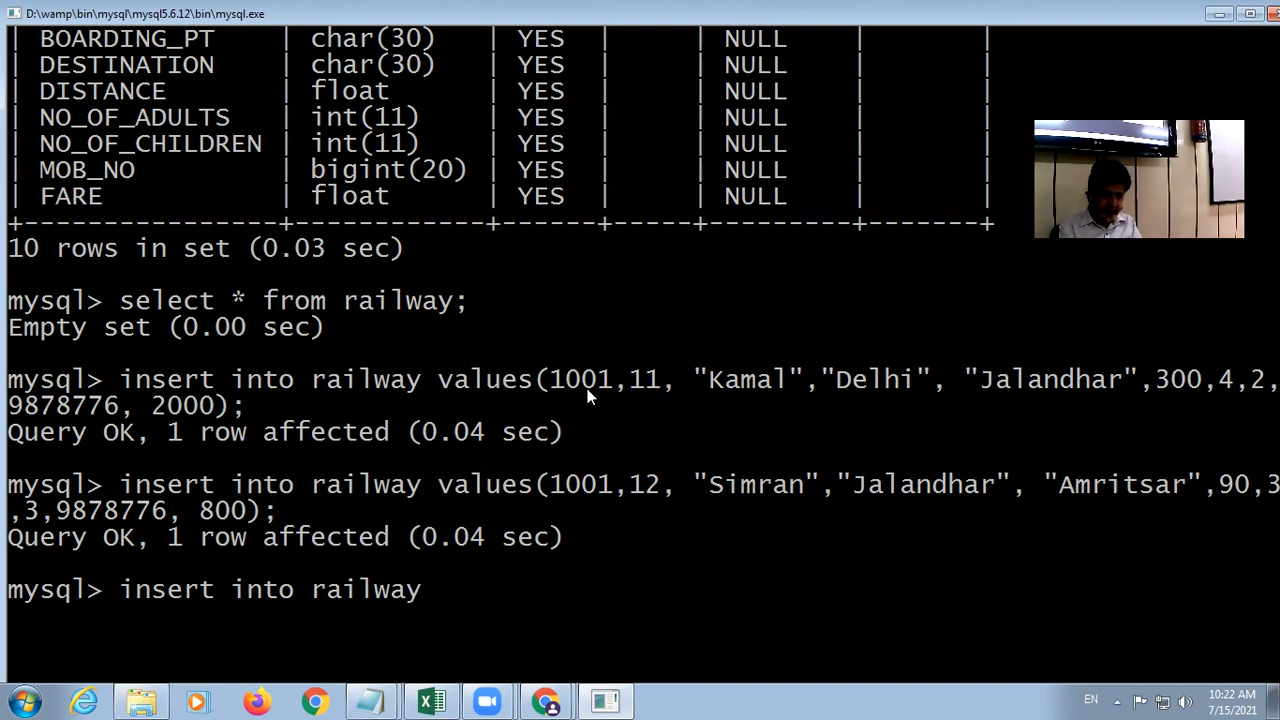 D:\wamp\bin\mysql\mysql5.6.12\bin\mysql.exe
| BOARDING_PT    | char(30)   | YES  |     | NULL    |       |
| DESTINATION    | char(30)   | YES  |     | NULL    |       |
| DISTANCE       | float      | YES  |     | NULL    |       |
| NO_OF_ADULTS   | int(11)    | YES  |     | NULL    |       |
| NO_OF_CHILDREN | int(11)    | YES  |     | NULL    |       |
| MOB_NO         | bigint(20) | YES  |     | NULL    |       |
| FARE           | float      | YES  |     | NULL    |       |
+----------------+------------+------+-----+---------+-------+
10 rows in set (0.03 sec)
mysql> select * from railway;
Empty set (0.00 sec)
mysql> insert into railway values(1001,11, "Kamal","Delhi", "Jalandhar",300,4,2,
9878776, 2000);
Query OK, 1 row affected (0.04 sec)
mysql> insert into railway values(1001,12, "Simran","Jalandhar", "Amritsar",90,3
,3,9878776, 800);
Query OK, 1 row affected (0.04 sec)
mysql> insert into railway
EN
10:22 AM
7/15/2021